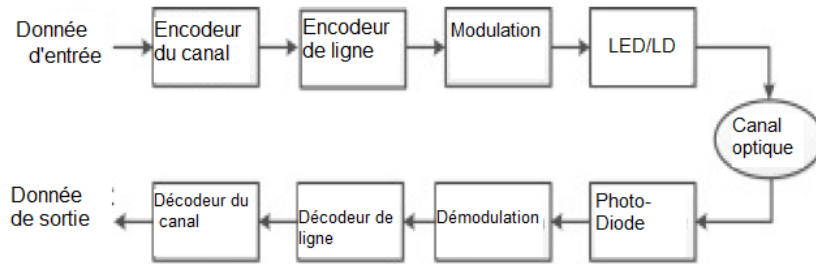 Donnée
d'entrée
Encodeur
du canal
Encodeur
de ligne
Modulation
LED/LD
Canal
optique
Photo-
Diode
Démodulation
Décodeur de
ligne
Décodeur du
canal
Donnée
de sortie